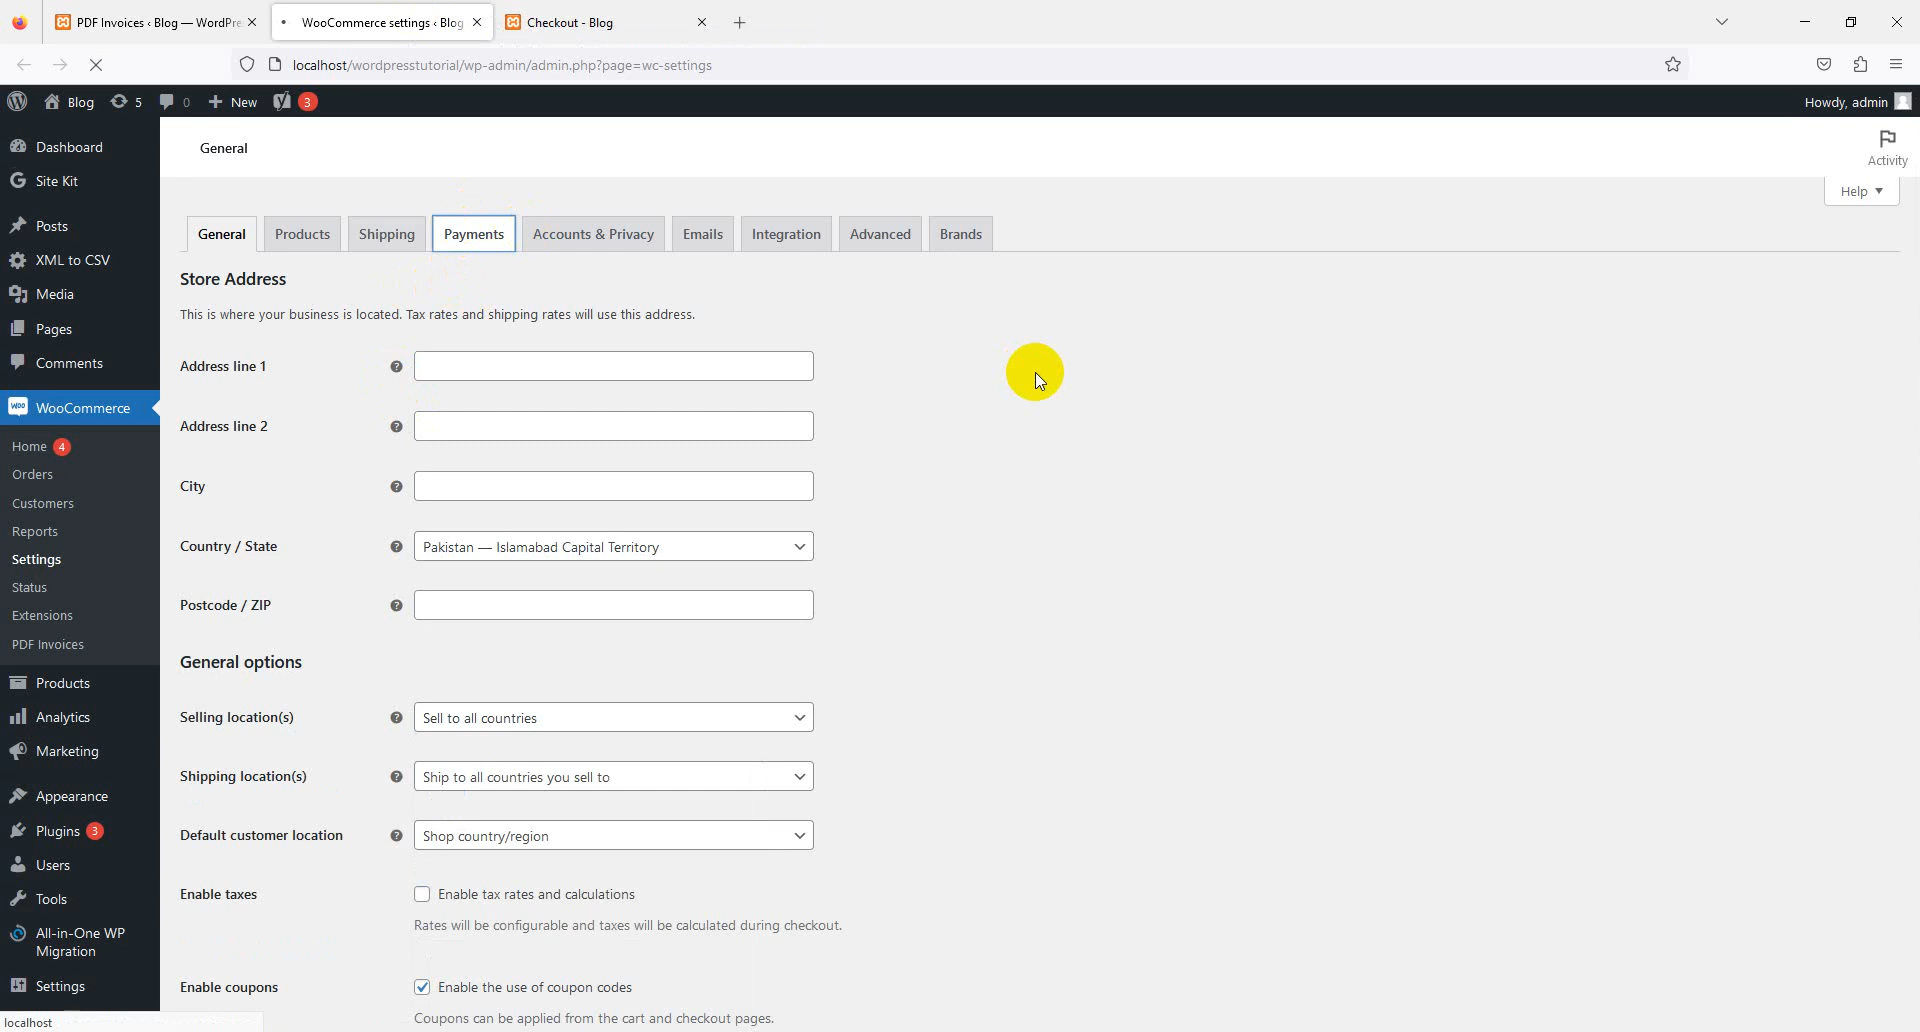 PDF Invoices ‹ Blog — WordPre
WooCommerce settings ‹ Blog
Checkout - Blog
localhost/wordpresstutorial/wp-admin/admin.php?page=wc-settings
Blog
5
0
New
3
Howdy, admin
General
Activity
Help
General
Products
Shipping
Payments
Accounts & Privacy
Emails
Integration
Advanced
Brands
Dashboard
Site Kit
Posts
XML to CSV
Media
Pages
Comments
Woo
WooCommerce
Home 4
Orders
Customers
Reports
Settings
Status
Extensions
PDF Invoices
Products
Analytics
Marketing
Appearance
Plugins 3
Users
Tools
All-in-One WP
Migration
Settings
Store Address
This is where your business is located. Tax rates and shipping rates will use this address.
Address line 1
Address line 2
City
Country / State
Pakistan — Islamabad Capital Territory
Postcode / ZIP
General options
Selling location(s)
Sell to all countries
Shipping location(s)
Ship to all countries you sell to
Default customer location
Shop country/region
Enable taxes
Enable tax rates and calculations
Rates will be configurable and taxes will be calculated during checkout.
Enable coupons
Enable the use of coupon codes
Coupons can be applied from the cart and checkout pages.
localhost